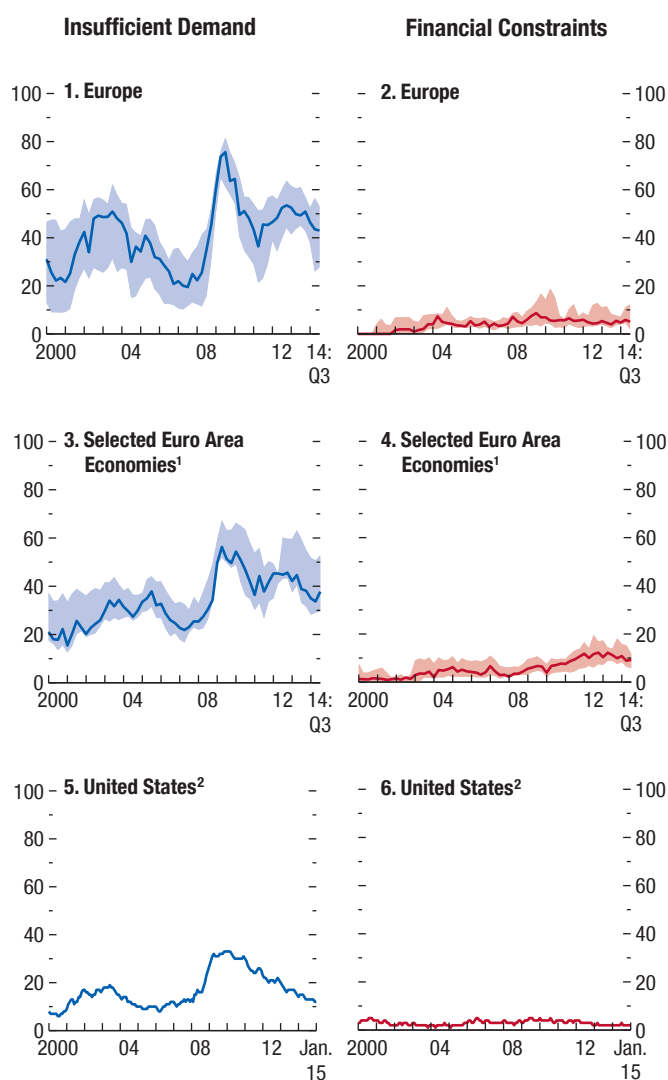 Insufficient Demand
Financial Constraints
100
1. Europe
80
60
40
20
0
2000 04 08 12 14:
Q3
2. Europe
100
80
60
40
20
0
2000 04 08 12 14:
Q3
100
3. Selected Euro Area
Economies¹
80
60
40
20
0
2000 04 08 12 14:
Q3
4. Selected Euro Area
Economies¹
100
80
60
40
20
0
2000 04 08 12 14:
Q3
100
5. United States²
80
60
40
20
0
2000 04 08 12 Jan.
15
6. United States²
100
80
60
40
20
0
2000 04 08 12 Jan.
15